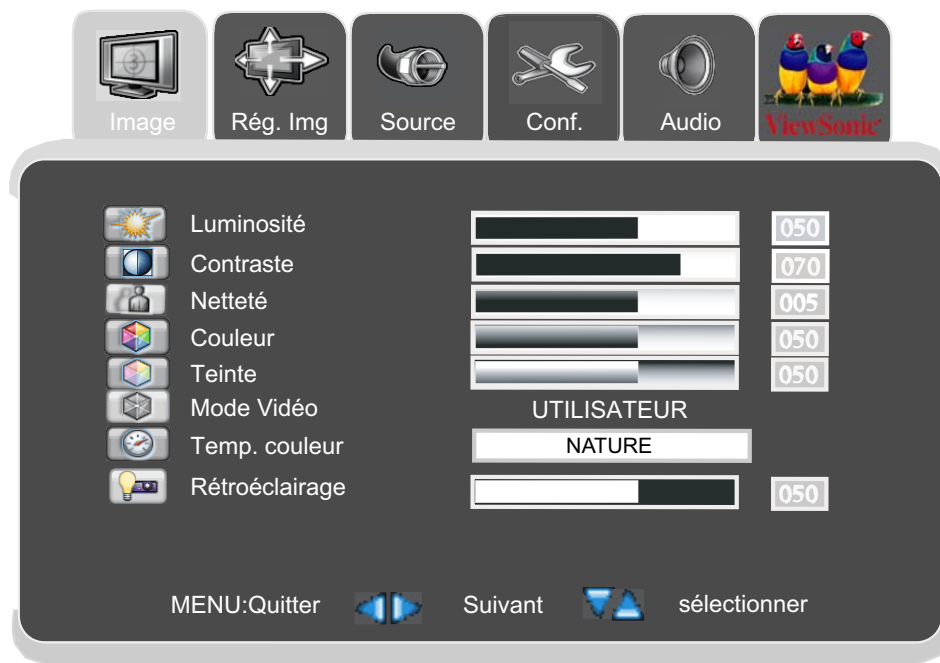 Image Rég. Img Source Conf. Audio ViewSonic
Luminosité 050
Contraste 070
Netteté 005
Couleur 050
Teinte 050
Mode Vidéo UTILISATEUR
Temp. couleur NATURE
Rétroéclairage 050
MENU:Quitter Suivant sélectionner